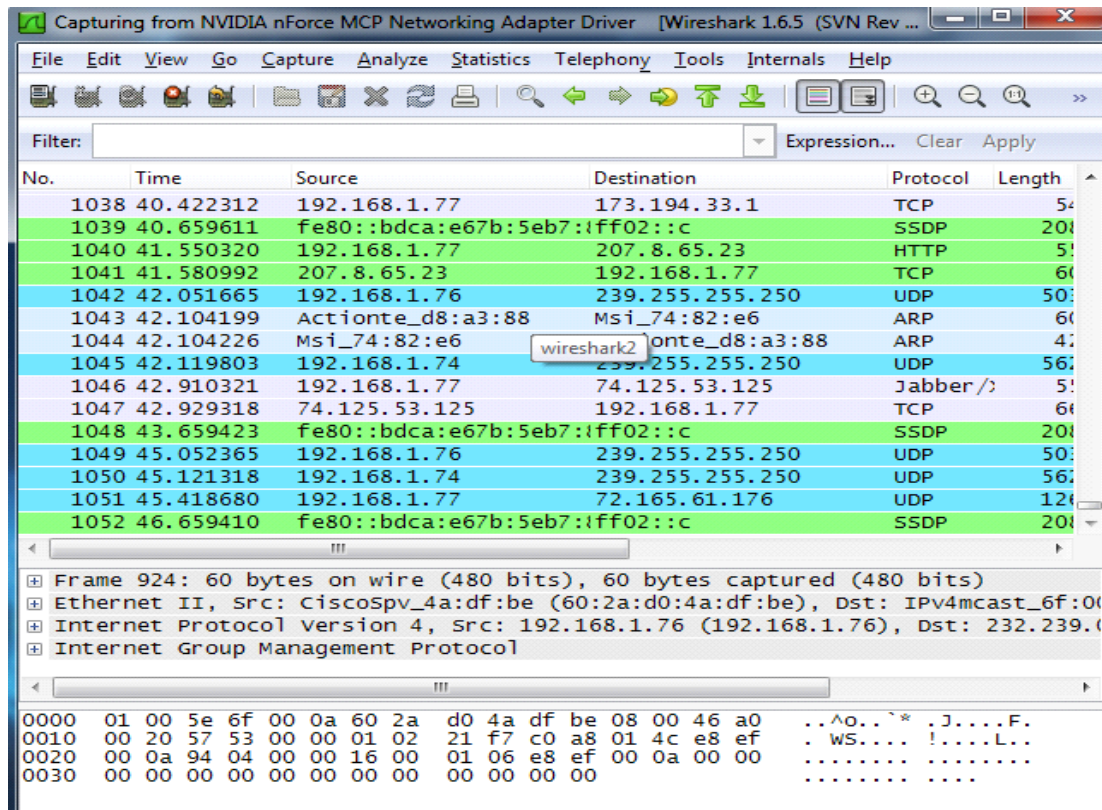 Capturing from NVIDIA nForce MCP Networking Adapter Driver [Wireshark 1.6.5 (SVN Rev ...
File Edit View Go Capture Analyze Statistics Telephony Tools Internals Help
Filter: Expression... Clear Apply
No. Time Source Destination Protocol Length
1038 40.422312 192.168.1.77 173.194.33.1 TCP
1039 40.659611 fe80::bdca:e67b:5eb7: ff02::c SSDP 208
1040 41.550320 192.168.1.77 207.8.65.23 HTTP
1041 41.580992 207.8.65.23 192.168.1.77 TCP
1042 42.051665 192.168.1.76 239.255.255.250 UDP 503
1043 42.104199 Actionte_d8:a3:88 Msi_74:82:e6 ARP
1044 42.104226 Msi_74:82:e6 onte_d8:a3:88 ARP
wireshark2
1045 42.119803 192.168.1.74 239.255.255.250 UDP 562
1046 42.910321 192.168.1.77 74.125.53.125 Jabber/
1047 42.929318 74.125.53.125 192.168.1.77 TCP
1048 43.659423 fe80::bdca:e67b:5eb7: ff02::c SSDP 208
1049 45.052365 192.168.1.76 239.255.255.250 UDP 503
1050 45.121318 192.168.1.74 239.255.255.250 UDP 562
1051 45.418680 192.168.1.77 72.165.61.176 UDP
1052 46.659410 fe80::bdca:e67b:5eb7: ff02::c SSDP 208
Frame 924: 60 bytes on wire (480 bits), 60 bytes captured (480 bits)
Ethernet II, Src: CiscoSpv_4a:df:be (60:2a:d0:4a:df:be), Dst: IPv4mcast_6f:00
Internet Protocol Version 4, Src: 192.168.1.76 (192.168.1.76), Dst: 232.239.
Internet Group Management Protocol
0000 01 00 5e 6f 00 0a 60 2a d0 4a df be 08 00 46 a0 ..^o..`* .J....F.
0010 00 20 57 53 00 00 01 02 21 f7 c0 a8 01 4c e8 ef . WS.... !....L..
0020 00 0a 94 04 00 00 16 00 01 06 e8 ef 00 0a 00 00 ........ ........
0030 00 00 00 00 00 00 00 00 00 00 00 00 ........ ....